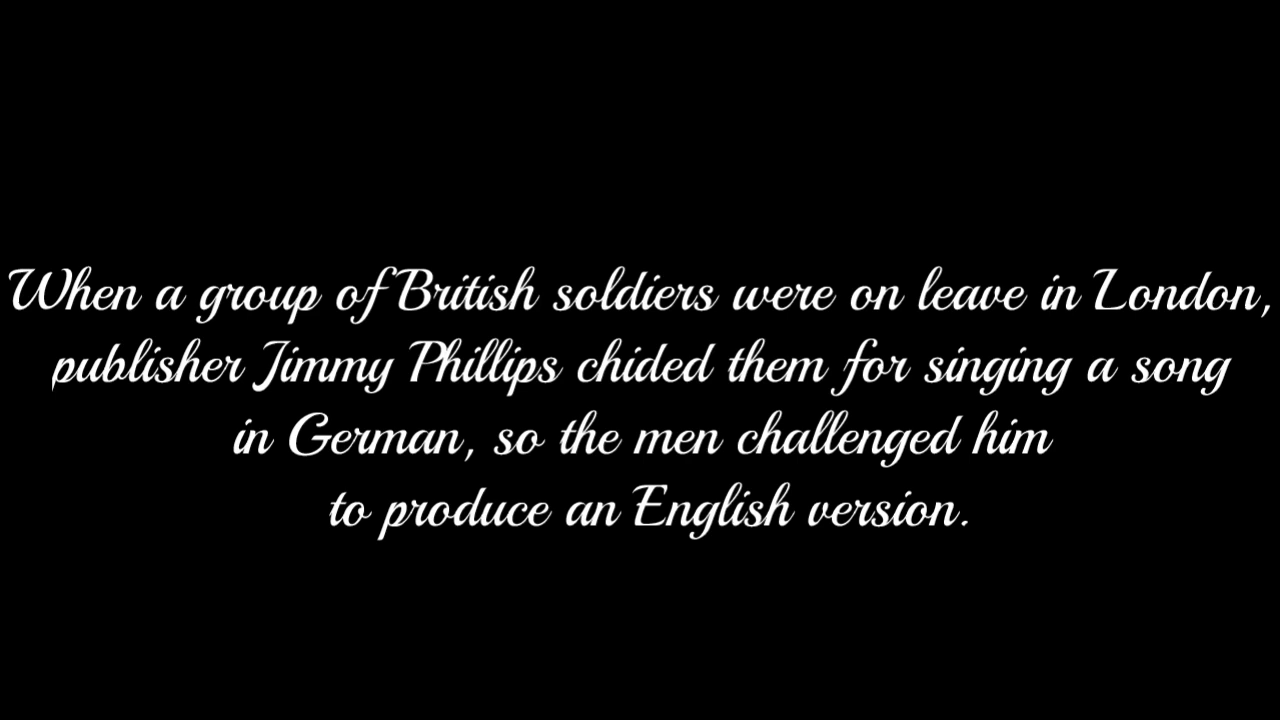 When a group of British soldiers were on leave in London,
publisher Jimmy Phillips chided them for singing a song
in German, so the men challenged him
to produce an English version.